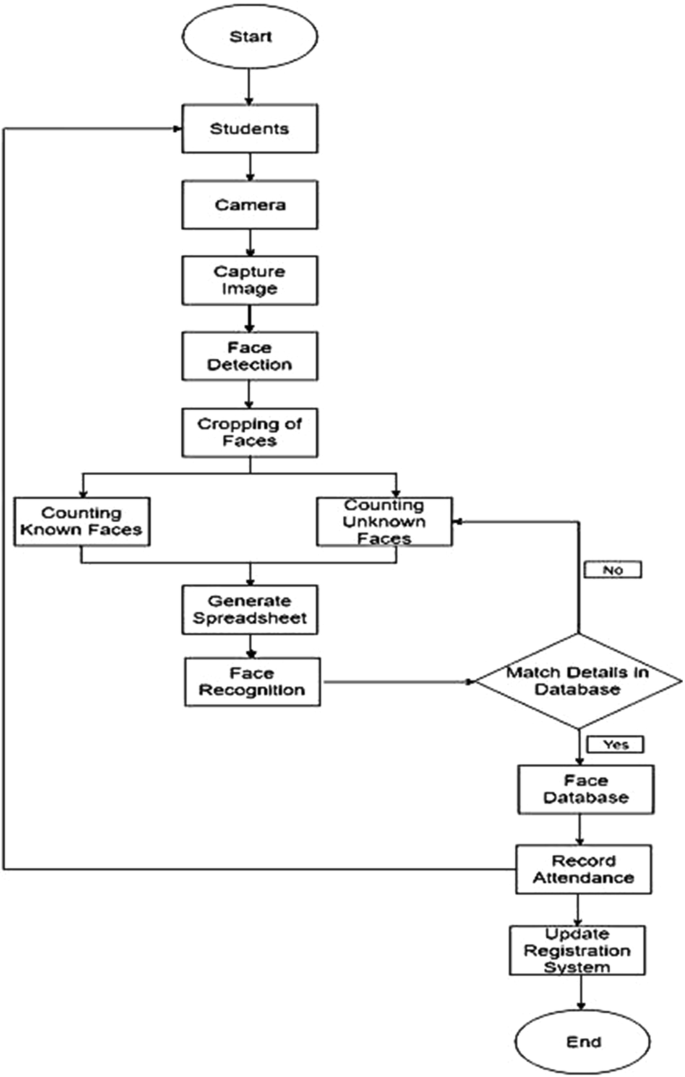 Start
Students
Camera
Capture
Image
Face
Detection
Cropping of
Faces
Counting
Known Faces
Counting
Unknown
Faces
No
Generate
Spreadsheet
Face
Recognition
Match Details in
Database
Yes
Face
Database
Record
Attendance
Update
Registration
System
End